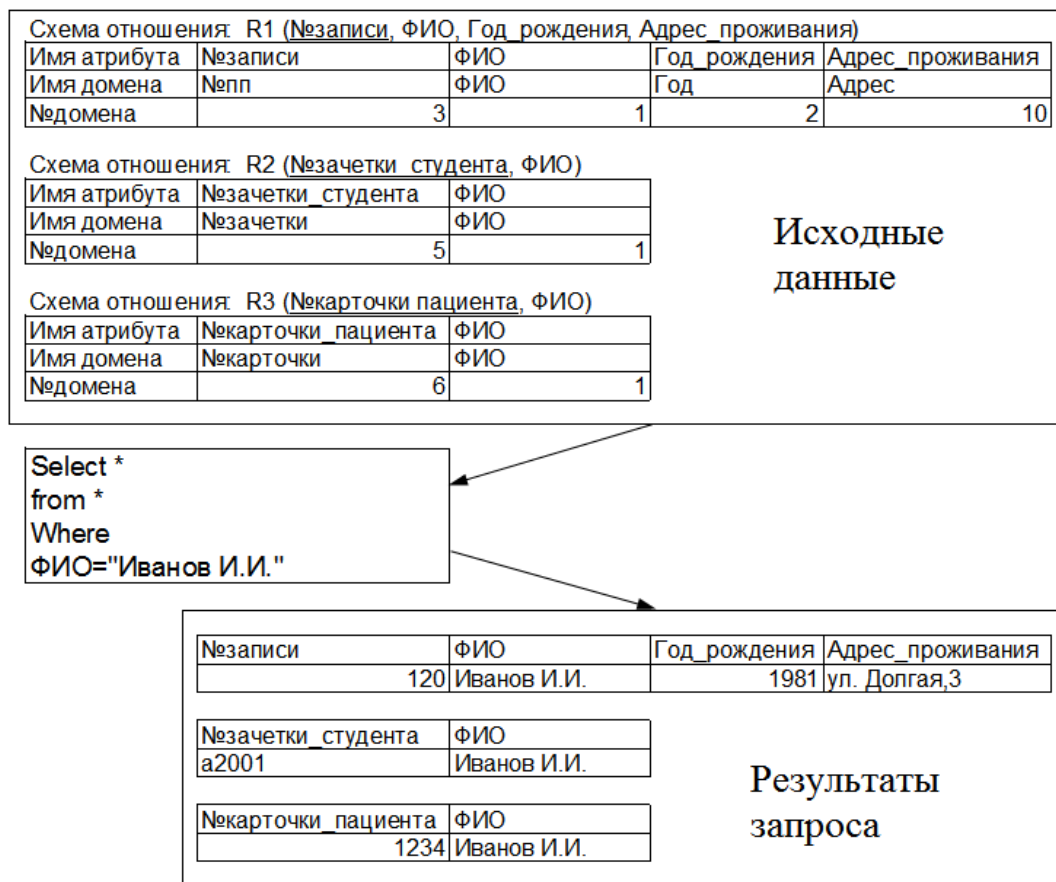 Схема отношения:  R1 (№записи, ФИО, Год_рождения, Адрес_проживания)
Имя атрибута №записи ФИО Год_рождения Адрес_проживания
Имя домена №пп ФИО Год Адрес
№домена 3 1 2 10
Схема отношения:  R2 (№зачетки_студента, ФИО)
Имя атрибута №зачетки_студента ФИО
Имя домена №зачетки ФИО
№домена 5 1
Исходные
данные
Схема отношения:  R3 (№карточки пациента, ФИО)
Имя атрибута №карточки_пациента ФИО
Имя домена №карточки ФИО
№домена 6 1
Select *
from *
Where
ФИО="Иванов И.И."
№записи ФИО Год_рождения Адрес_проживания
120 Иванов И.И. 1981 ул. Долгая,3
№зачетки_студента ФИО
а2001 Иванов И.И.
№карточки_пациента ФИО
1234 Иванов И.И.
Результаты
запроса